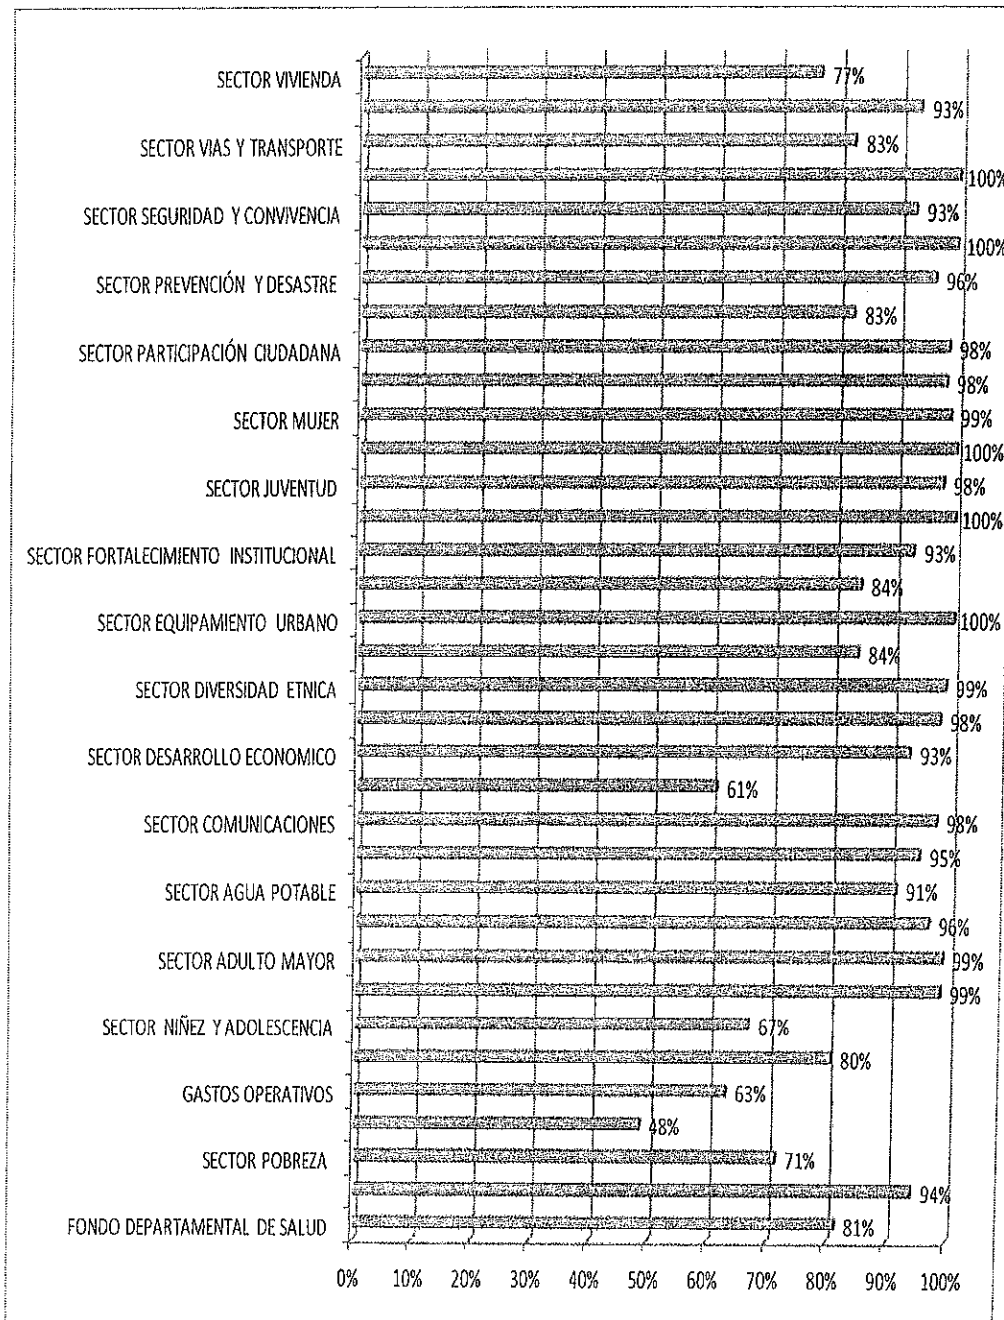 SECTOR VIVIENDA 77%
93%
SECTOR VIAS Y TRANSPORTE 83%
100%
SECTOR SEGURIDAD Y CONVIVENCIA 93%
100%
SECTOR PREVENCIÓN Y DESASTRE 96%
83%
SECTOR PARTICIPACIÓN CIUDADANA 98%
98%
SECTOR MUJER 99%
100%
SECTOR JUVENTUD 98%
100%
SECTOR FORTALECIMIENTO INSTITUCIONAL 93%
84%
SECTOR EQUIPAMIENTO URBANO 100%
84%
SECTOR DIVERSIDAD ETNICA 99%
98%
SECTOR DESARROLLO ECONOMICO 93%
61%
SECTOR COMUNICACIONES 98%
95%
SECTOR AGUA POTABLE 91%
96%
SECTOR ADULTO MAYOR 99%
99%
SECTOR NIÑEZ Y ADOLESCENCIA 67%
80%
GASTOS OPERATIVOS 63%
48%
SECTOR POBREZA 71%
94%
FONDO DEPARTAMENTAL DE SALUD 81%
0% 10% 20% 30% 40% 50% 60% 70% 80% 90% 100%